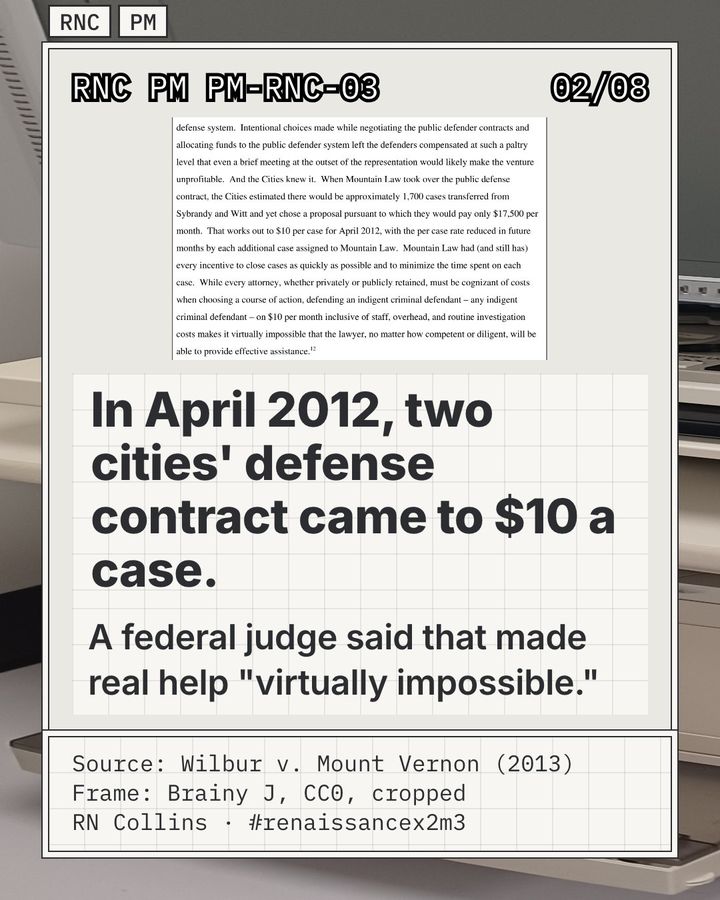 RNC PM
RNC PM PM-RNC-03 02/08
defense system. Intentional choices made while negotiating the public defender contracts and
allocating funds to the public defender system left the defenders compensated at such a paltry
level that even a brief meeting at the outset of the representation would likely make the venture
unprofitable. And the Cities knew it. When Mountain Law took over the public defense
contract, the Cities estimated there would be approximately 1,700 cases transferred from
Sybrandy and Witt and yet chose a proposal pursuant to which they would pay only $17,500 per
month. That works out to $10 per case for April 2012, with the per case rate reduced in future
months by each additional case assigned to Mountain Law. Mountain Law had (and still has)
every incentive to close cases as quickly as possible and to minimize the time spent on each
case. While every attorney, whether privately or publicly retained, must be cognizant of costs
when choosing a course of action, defending an indigent criminal defendant – any indigent
criminal defendant – on $10 per month inclusive of staff, overhead, and routine investigation
costs makes it virtually impossible that the lawyer, no matter how competent or diligent, will be
able to provide effective assistance.12
In April 2012, two
cities' defense
contract came to $10 a
case.
A federal judge said that made
real help "virtually impossible."
Source: Wilbur v. Mount Vernon (2013)
Frame: Brainy J, CC0, cropped
RN Collins · #renaissancex2m3